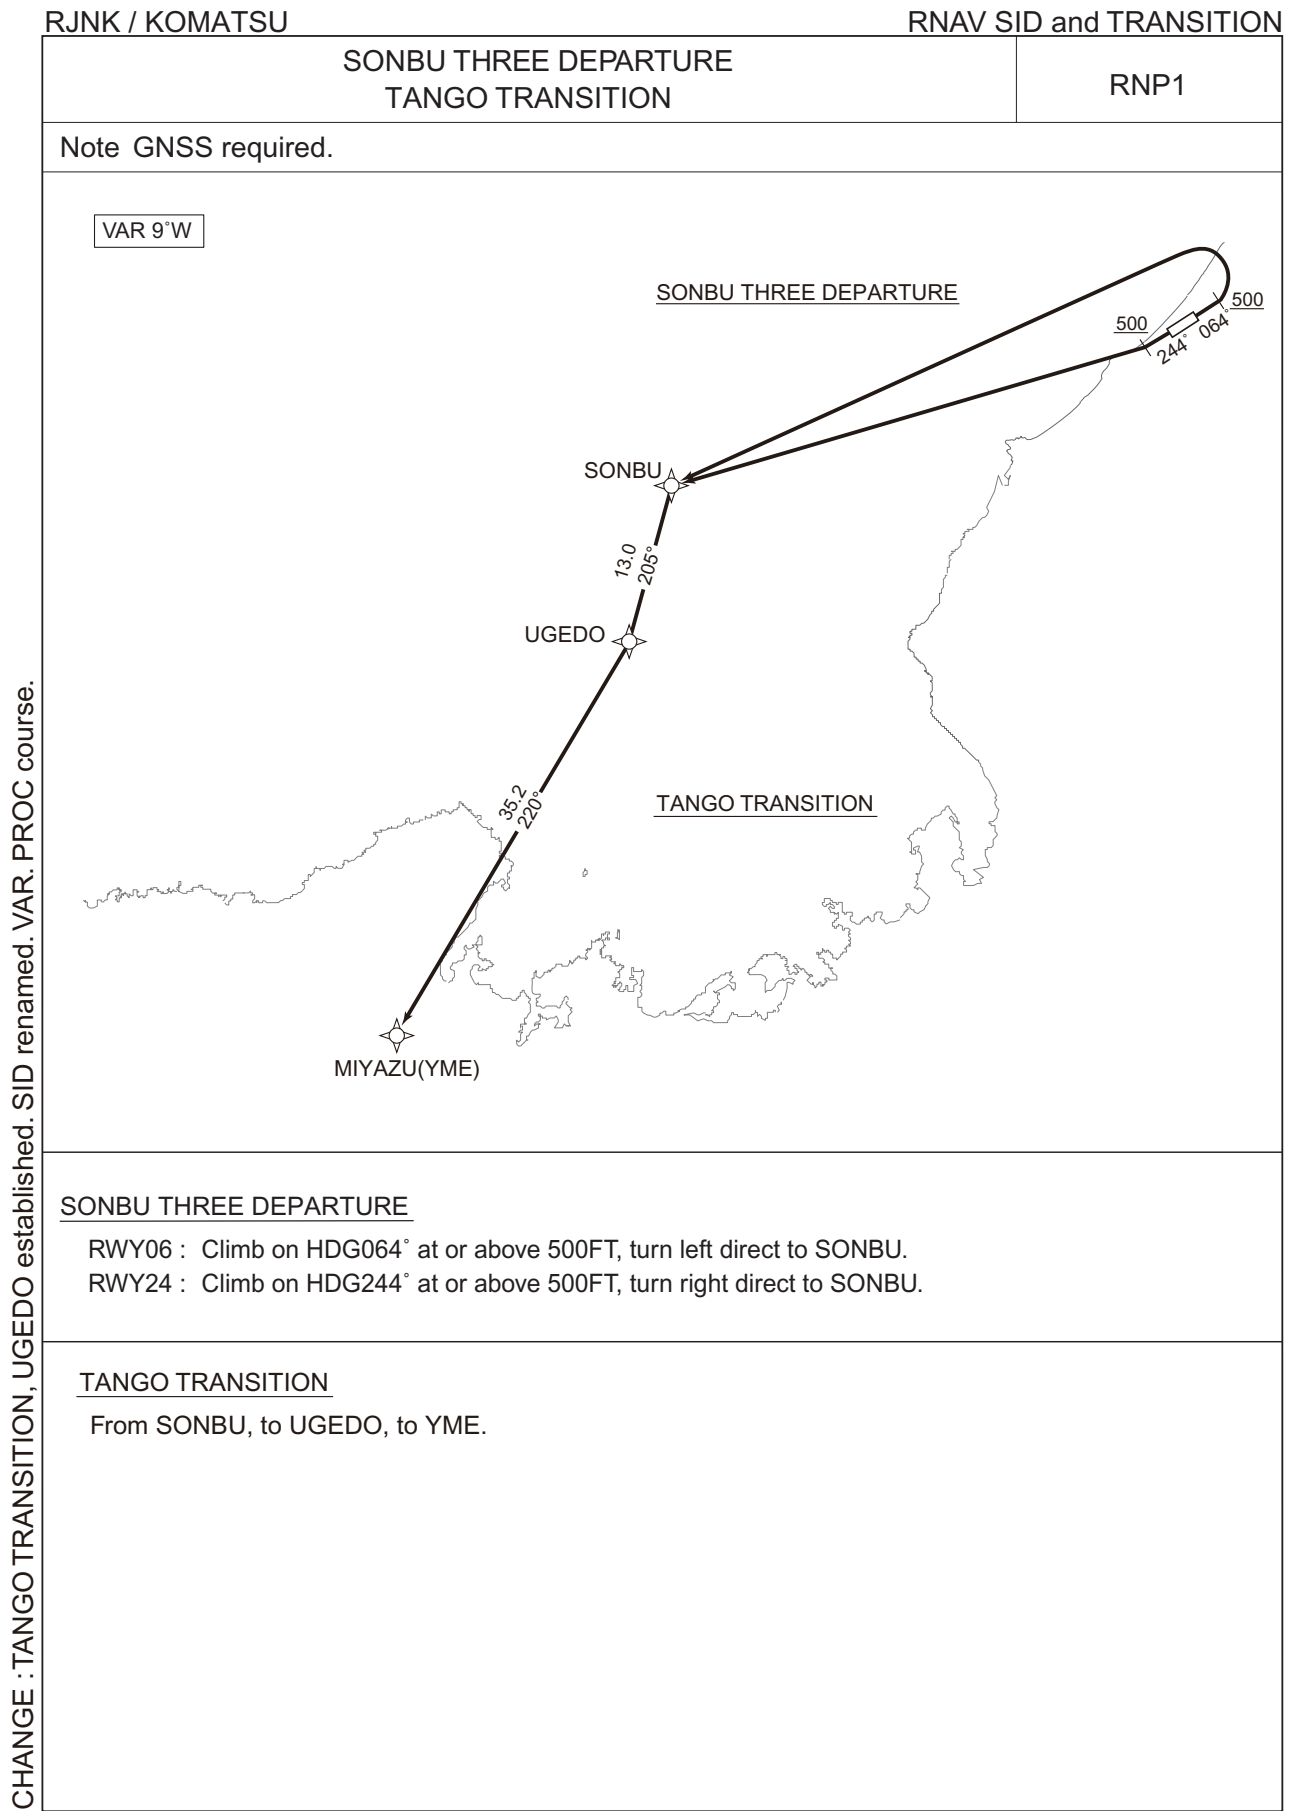 RJNK / KOMATSU
RNAV SID and TRANSITION
SONBU THREE DEPARTURE
TANGO TRANSITION
RNP1
Note GNSS required.
VAR 9˚W
SONBU THREE DEPARTURE
500
500
244˚
064˚
SONBU
13.0
205°
UGEDO
35.2
220°
TANGO TRANSITION
MIYAZU(YME)
SONBU THREE DEPARTURE
RWY06 : Climb on HDG064˚ at or above 500FT, turn left direct to SONBU.
RWY24 : Climb on HDG244˚ at or above 500FT, turn right direct to SONBU.
TANGO TRANSITION
From SONBU, to UGEDO, to YME.
CHANGE : TANGO TRANSITION, UGEDO established. SID renamed. VAR. PROC course.